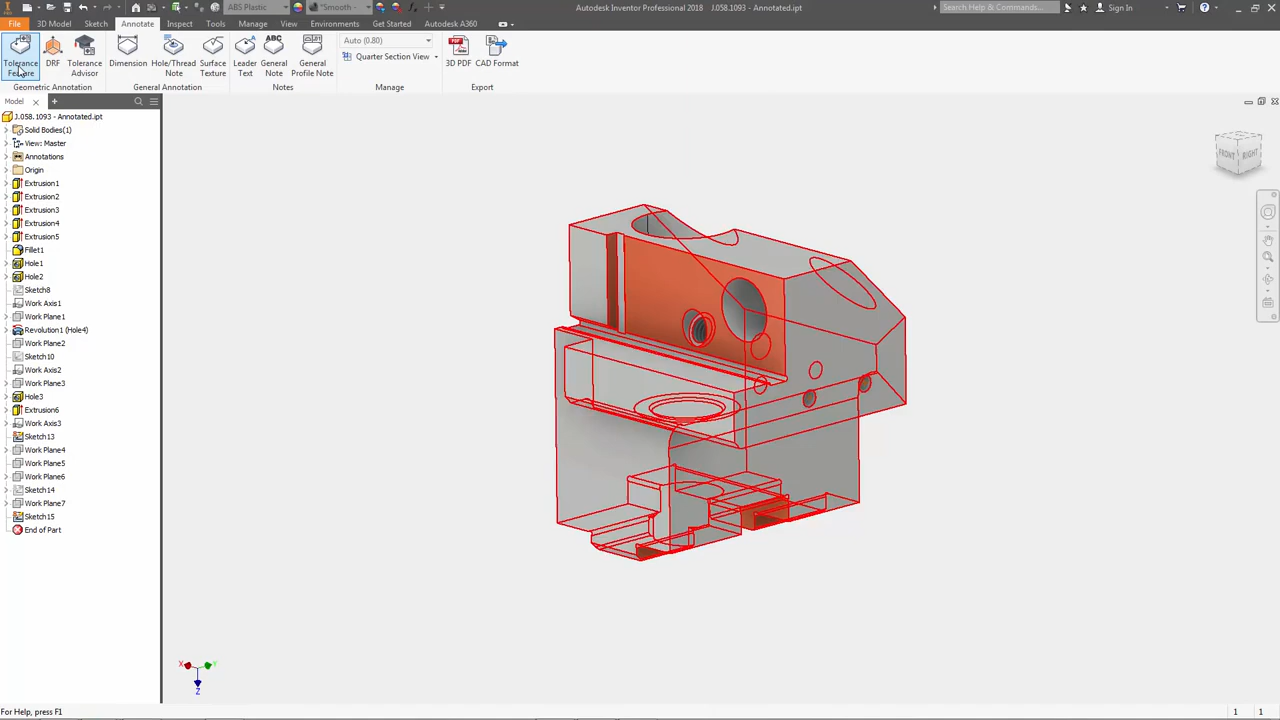 ABS Plastic
*Smooth -
Autodesk Inventor Professional 2018 J.058.1093 - Annotated.ipt
Search Help & Commands...
Sign In
File 3D Model Sketch Annotate Inspect Tools Manage View Environments Get Started Autodesk A360
Tolerance Feature
DRF
Tolerance Advisor
Dimension
Hole/Thread Note
Surface Texture
Leader Text
General Note
General Profile Note
Auto (0.80)
Quarter Section View
3D PDF
CAD Format
Geometric Annotation
General Annotation
Notes
Manage
Export
Model
J.058.1093 - Annotated.ipt
Solid Bodies(1)
View: Master
Annotations
Origin
Extrusion1
Extrusion2
Extrusion3
Extrusion4
Extrusion5
Fillet1
Hole1
Hole2
Sketch8
Work Axis1
Work Plane1
Revolution1 (Hole4)
Work Plane2
Sketch10
Work Axis2
Work Plane3
Hole3
Extrusion6
Work Axis3
Sketch13
Work Plane4
Work Plane5
Work Plane6
Sketch14
Work Plane7
Sketch15
End of Part
FRONT
RIGHT
X
Y
Z
For Help, press F1
1 1